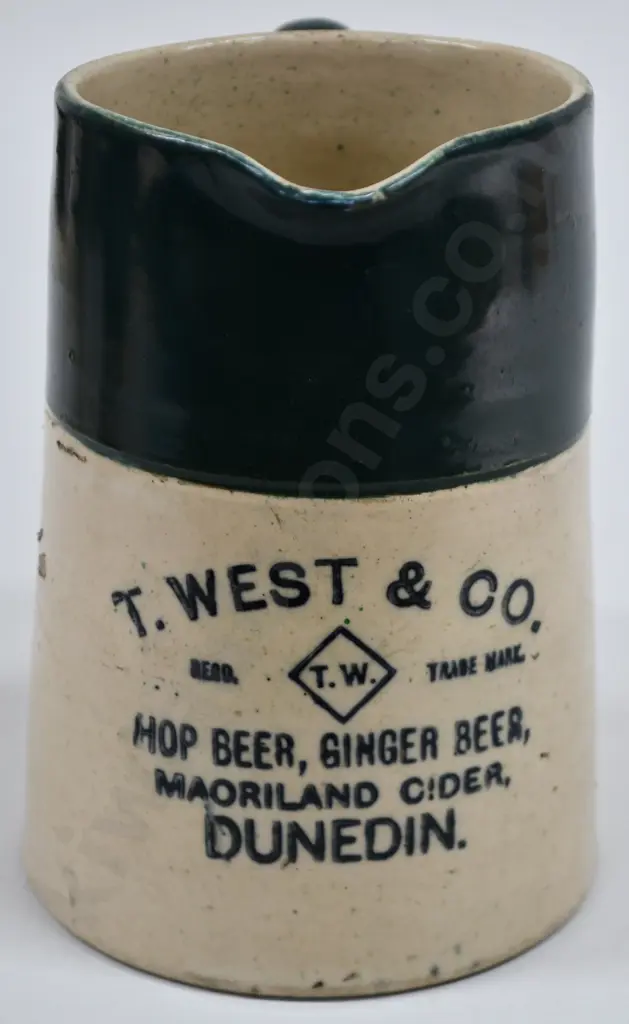 T. WEST & CO.
REGD. T.W. TRADE MARK.
HOP BEER, GINGER BEER,
MAORILAND CIDER,
DUNEDIN.